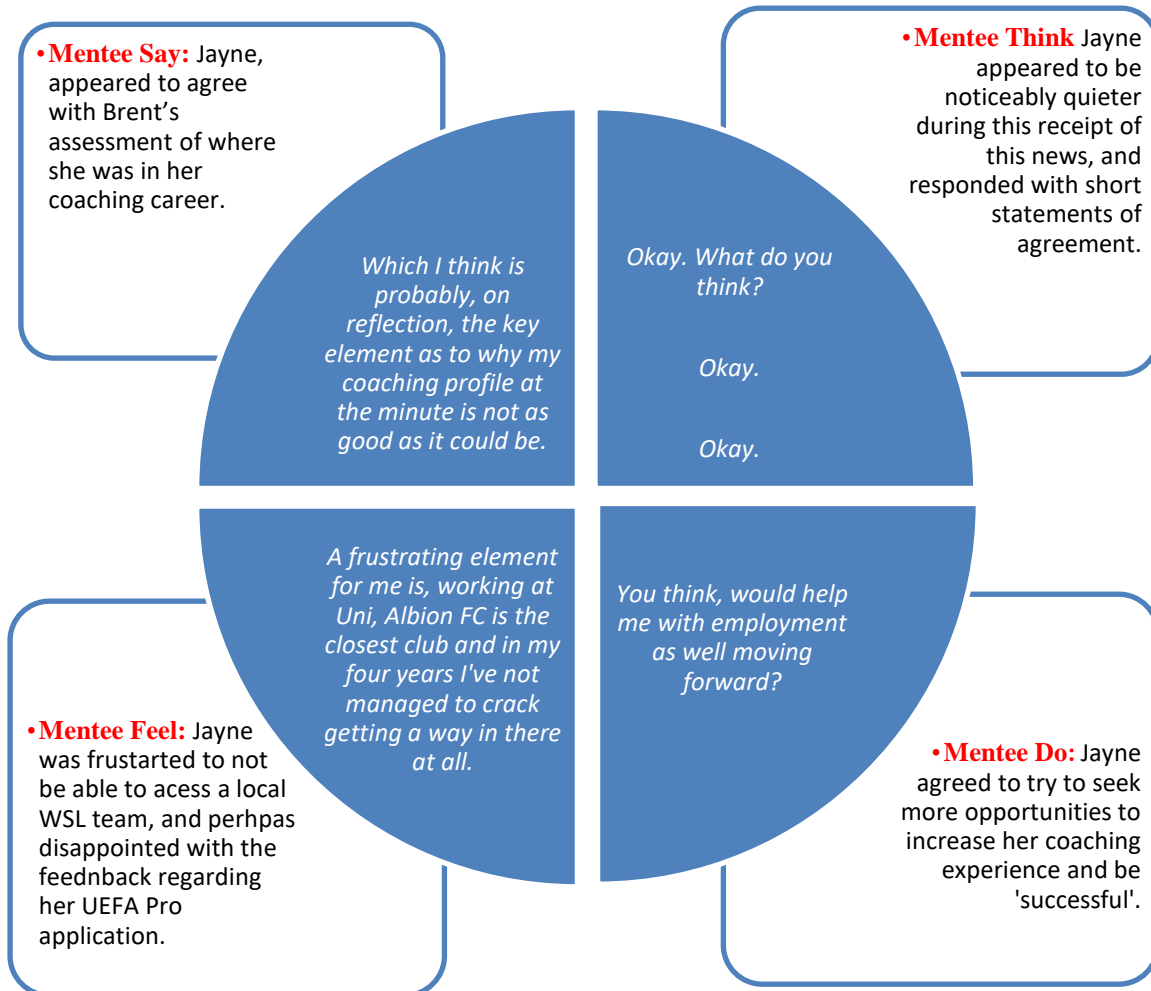 •Mentee Say: Jayne,
appeared to agree
with Brent’s
assessment of where
she was in her
coaching career.
•Mentee Think Jayne
appeared to be
noticeably quieter
during this receipt of
this news, and
responded with short
statements of
agreement.
Which I think is
probably, on
reflection, the key
element as to why my
coaching profile at
the minute is not as
good as it could be.
Okay. What do you
think?
Okay.
Okay.
A frustrating element
for me is, working at
Uni, Albion FC is the
closest club and in my
four years I've not
managed to crack
getting a way in there
at all.
You think, would help
me with employment
as well moving
forward?
•Mentee Feel: Jayne
was frustarted to not
be able to acess a local
WSL team, and perhpas
disappointed with the
feednback regarding
her UEFA Pro
application.
•Mentee Do: Jayne
agreed to try to seek
more opportunities to
increase her coaching
experience and be
'successful'.